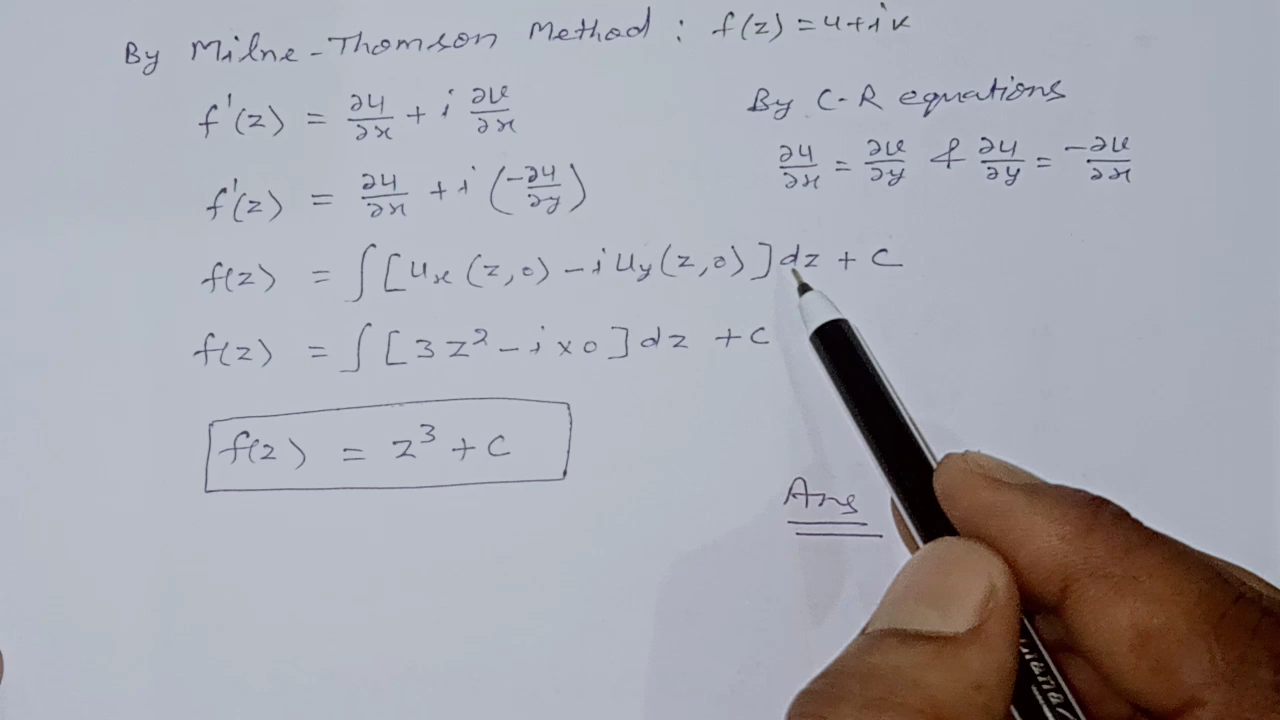 By Milne-Thomson Method : f(z) = u+iv
f'(z) = ∂u/∂x + i ∂v/∂x
By C-R equations
∂u/∂x = ∂v/∂y & ∂u/∂y = -∂v/∂x
f'(z) = ∂u/∂x + i (-∂u/∂y)
f(z) = ∫ [ux (z,0) - i uy (z,0)] dz + c
f(z) = ∫ [3z² - i×0] dz + c
f(z) = z³ + c
Ans